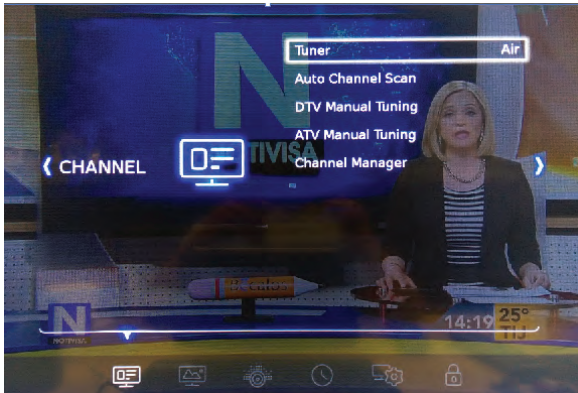 Tuner Air
Auto Channel Scan
DTV Manual Tuning
ATV Manual Tuning
Channel Manager
CHANNEL
N
TIVISA
N
NOTIVISA
14:19
25°
TIJ